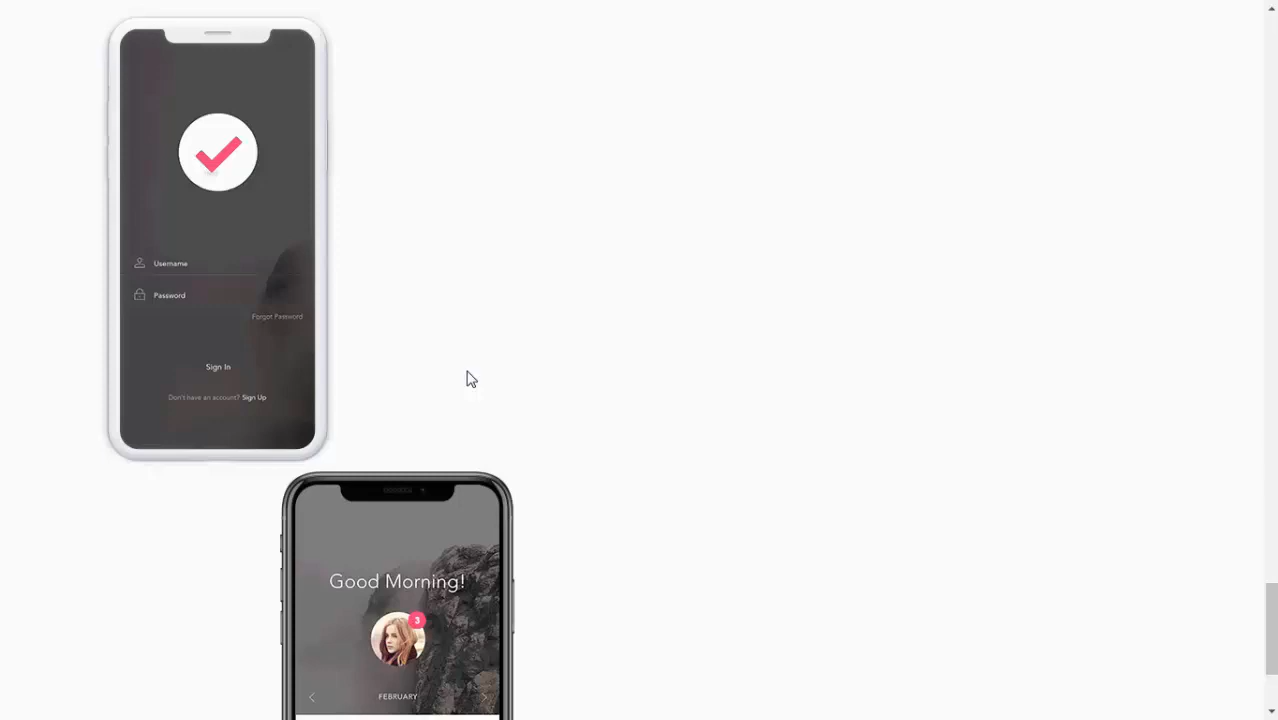 Username
Password
Forgot Password
Sign In
Don't have an account? Sign Up
Good Morning!
3
FEBRUARY